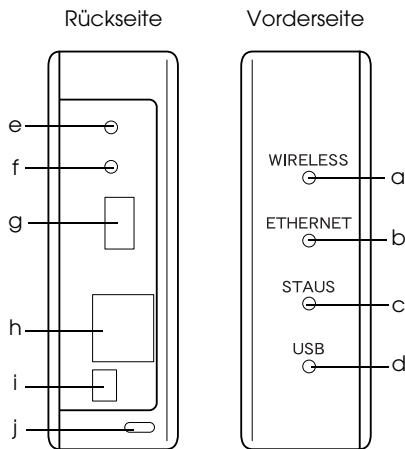 Rückseite
Vorderseite
e
f
g
h
i
j
WIRELESS
a
ETHERNET
b
STAUS
c
USB
d